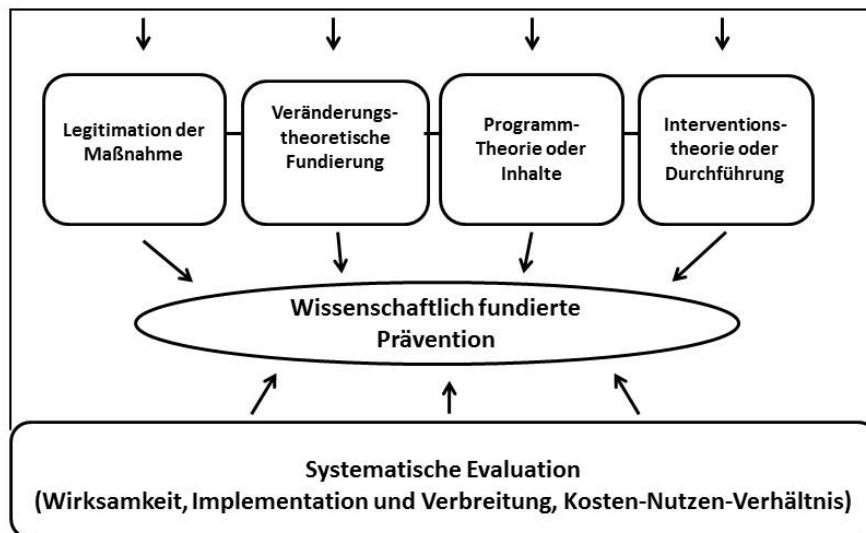 Legitimation der
Maßnahme
Veränderungs-
theoretische
Fundierung
Programm-
Theorie oder
Inhalte
Interventions-
theorie oder
Durchführung
Wissenschaftlich fundierte
Prävention
Systematische Evaluation
(Wirksamkeit, Implementation und Verbreitung, Kosten-Nutzen-Verhältnis)